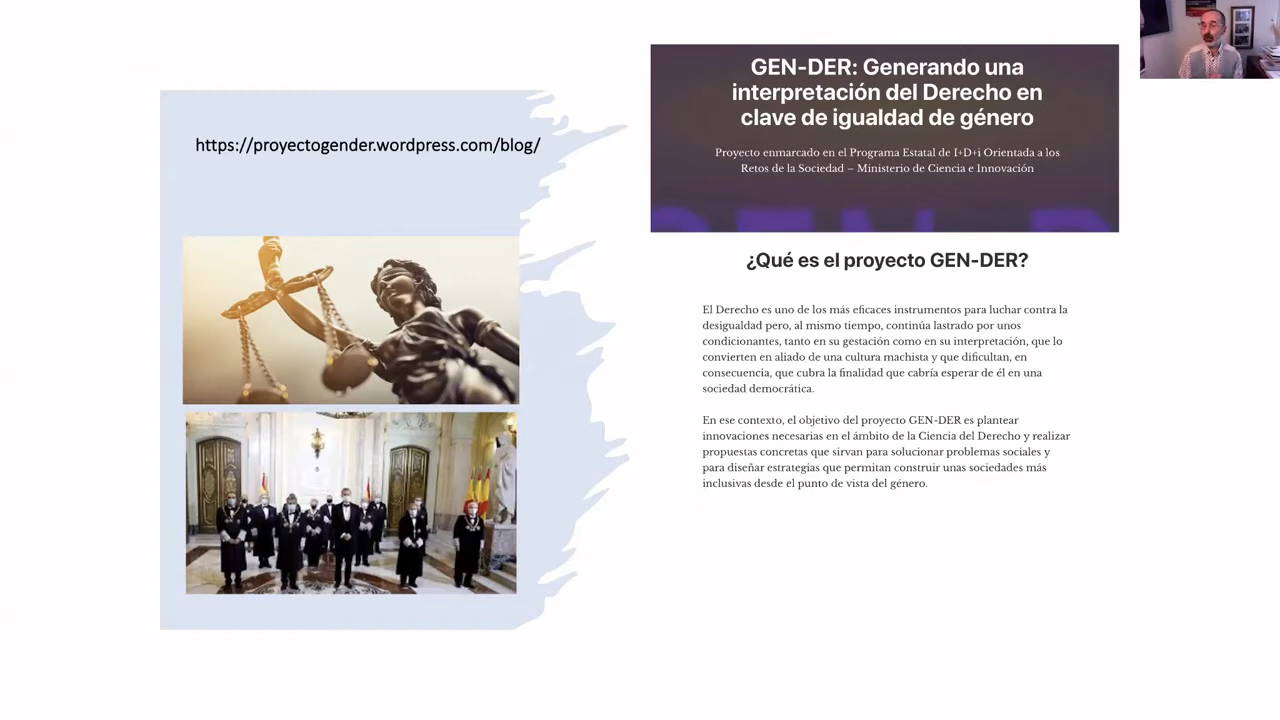 https://proyectogender.wordpress.com/blog/
GEN-DER: Generando una
interpretación del Derecho en
clave de igualdad de género
Proyecto enmarcado en el Programa Estatal de I+D+i Orientada a los
Retos de la Sociedad – Ministerio de Ciencia e Innovación
¿Qué es el proyecto GEN-DER?
El Derecho es uno de los más eficaces instrumentos para luchar contra la
desigualdad pero, al mismo tiempo, continúa lastrado por unos
condicionantes, tanto en su gestación como en su interpretación, que lo
convierten en aliado de una cultura machista y que dificultan, en
consecuencia, que cubra la finalidad que cabría esperar de él en una
sociedad democrática.
En ese contexto, el objetivo del proyecto GEN-DER es plantear
innovaciones necesarias en el ámbito de la Ciencia del Derecho y realizar
propuestas concretas que sirvan para solucionar problemas sociales y
para diseñar estrategias que permitan construir unas sociedades más
inclusivas desde el punto de vista del género.